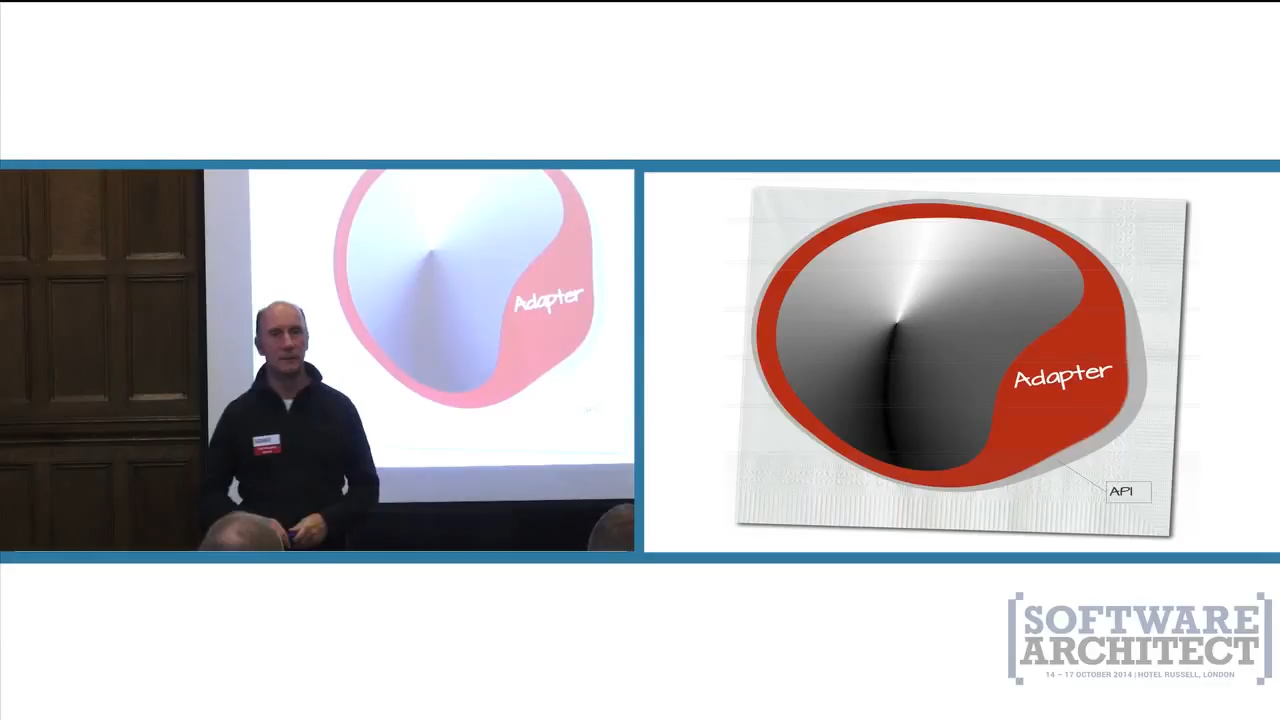 Adapter
Adapter
API
SOFTWARE
ARCHITECT
14 – 17 OCTOBER 2014 | HOTEL RUSSELL, LONDON